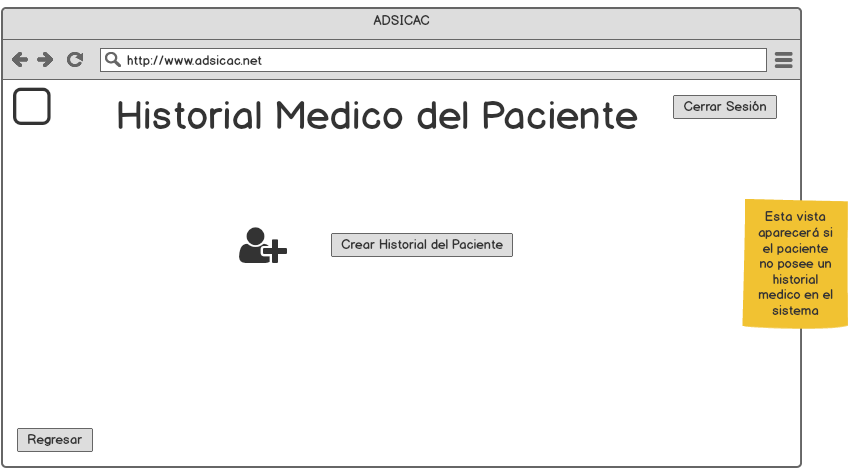 ADSICAC
http://www.adsicac.net
Historial Medico del Paciente
Cerrar Sesión
Crear Historial del Paciente
Esta vista
aparecerá si
el paciente
no posee un
historial
medico en el
sistema
Regresar